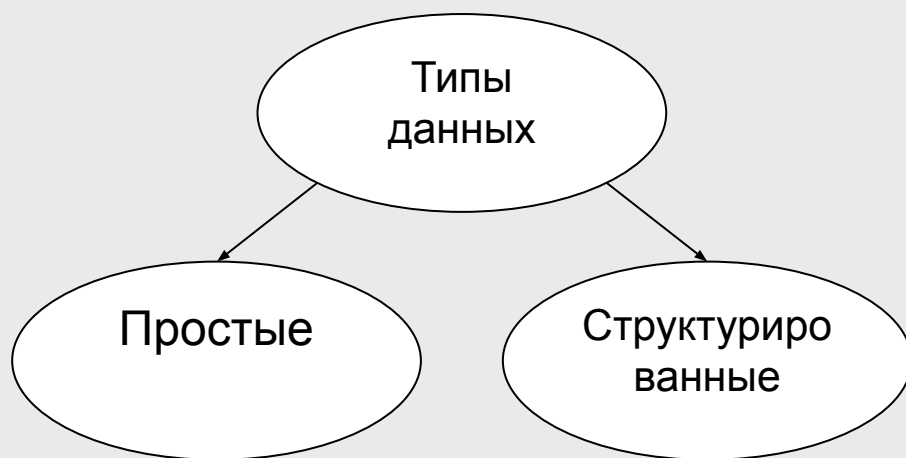 Типы
данных
Простые
Структуриро
ванные